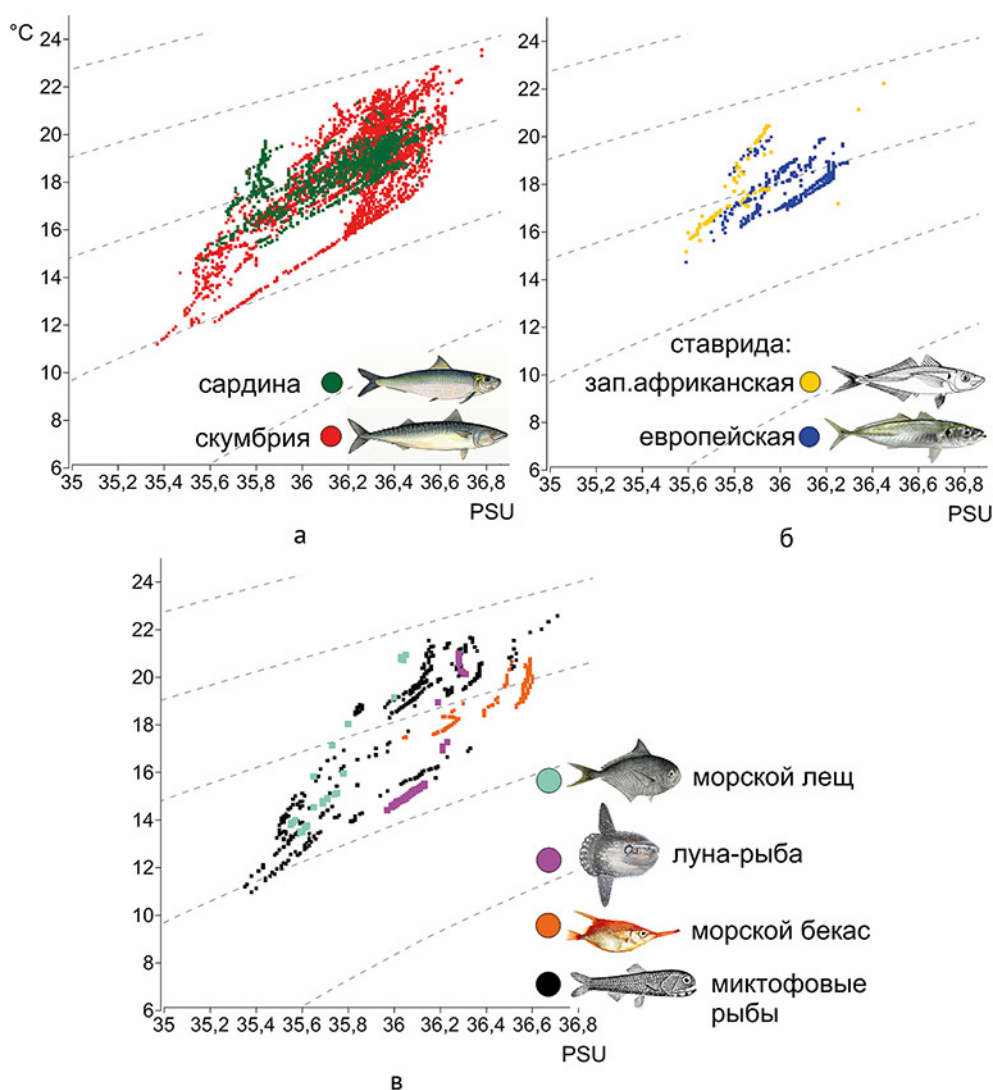 °C
24
22
20
18
16
14
12
10
8
6
35 35,2 35,4 35,6 35,8 36 36,2 36,4 36,6 36,8
PSU
сардина
скумбрия
а
24
22
20
18
16
14
12
10
8
6
35 35,2 35,4 35,6 35,8 36 36,2 36,4 36,6 36,8
PSU
ставрида:
зап.африканская
европейская
б
24
22
20
18
16
14
12
10
8
6
35 35,2 35,4 35,6 35,8 36 36,2 36,4 36,6 36,8
PSU
морской лещ
луна-рыба
морской бекас
миктофовые
рыбы
в